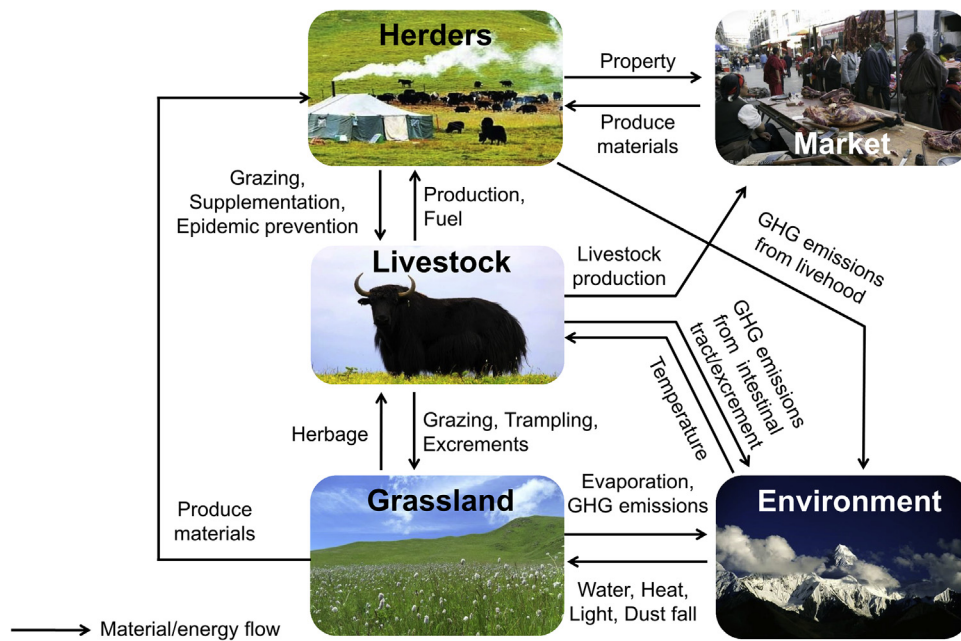 Herders
Property
Produce
materials
Market
Grazing,
Supplementation,
Epidemic prevention
Production,
Fuel
GHG emissions
from livehood
Livestock
Livestock
production
GHG emissions
from intestinal
tract/excrement
Temperature
Herbage
Grazing, Trampling,
Excrements
Produce
materials
Grassland
Evaporation,
GHG emissions
Environment
Water, Heat,
Light, Dust fall
Material/energy flow